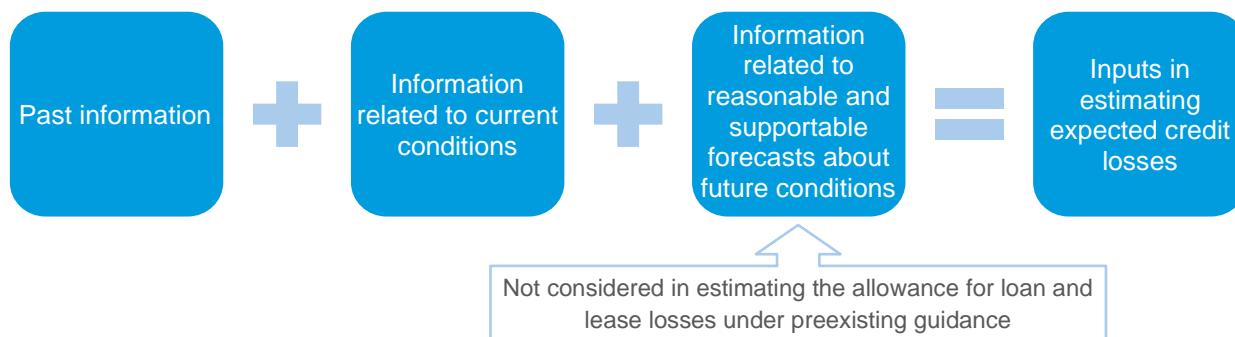 Past information
Information
related to current
conditions
Information
related to
reasonable and
supportable
forecasts about
future conditions
Inputs in
estimating
expected credit
losses
Not considered in estimating the allowance for loan and
lease losses under preexisting guidance